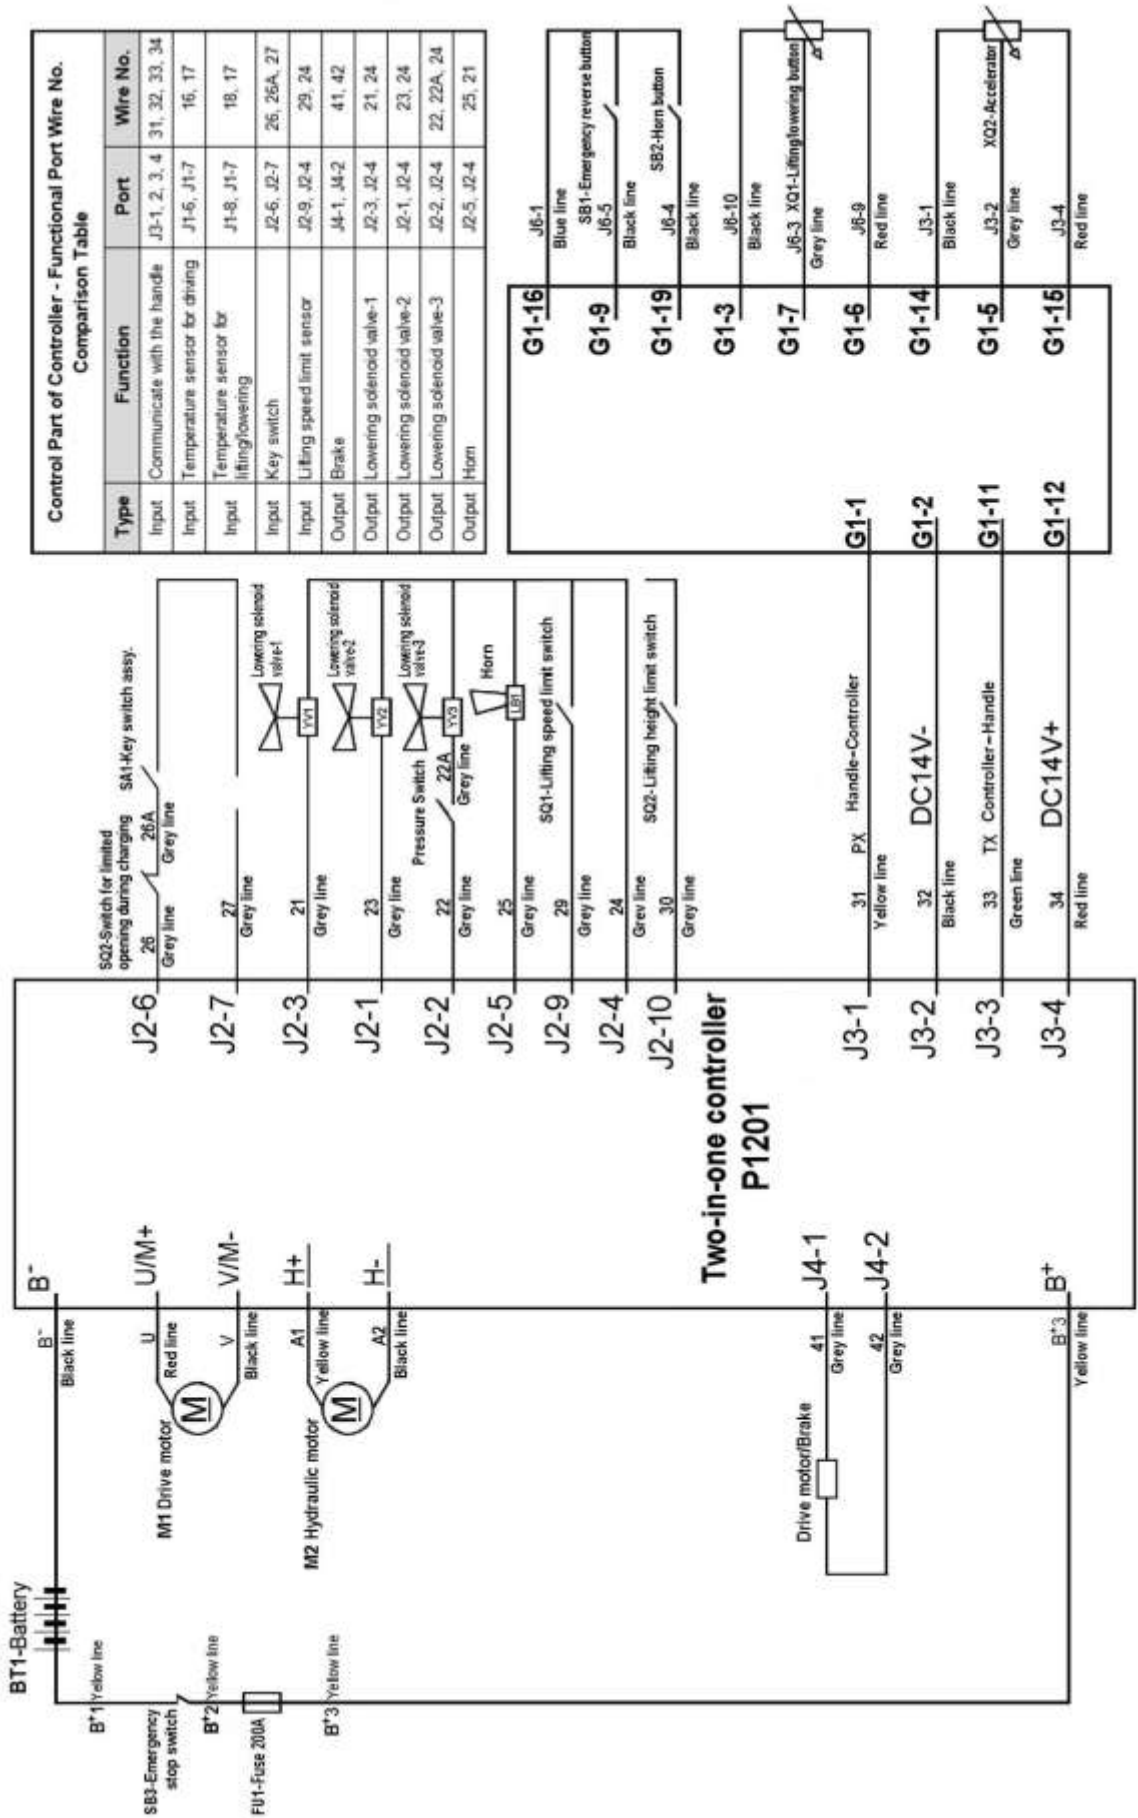 Control Part of Controller - Functional Port Wire No.
Comparison Table
Type Function Port Wire No.
Input Communicate with the handle J3-1, 2, 3, 4 31, 32, 33, 34
Input Temperature sensor for driving J1-6, J1-7 16, 17
Input Temperature sensor for
lifting/lowering J1-8, J1-7 18, 17
Input Key switch J2-6, J2-7 26, 26A, 27
Input Lifting speed limit sensor J2-9, J2-4 29, 24
Output Brake J4-1, J4-2 41, 42
Output Lowering solenoid valve-1 J2-3, J2-4 21, 24
Output Lowering solenoid valve-2 J2-1, J2-4 23, 24
Output Lowering solenoid valve-3 J2-2, J2-4 22, 22A, 24
Output Horn J2-5, J2-4 25, 21
BT1-Battery
B+1 Yellow line
SB3-Emergency
stop switch
B+2 Yellow line
FU1-Fuse 200A
B+3 Yellow line
B-
Black line
B-
M1 Drive motor
M
U
Red line
U/M+
V
Black line
V/M-
M2 Hydraulic motor
M
A1
Yellow line
H+
A2
Black line
H-
Drive motor/Brake
41
Grey line
J4-1
42
Grey line
J4-2
B+3
Yellow line
B+
Two-in-one controller
P1201
SQ2-Switch for limited
opening during charging
SA1-Key switch assy.
J2-6
26
Grey line
26A
Grey line
J2-7
27
Grey line
J2-3
21
Grey line
YV1
Lowering solenoid
valve-1
J2-1
23
Grey line
YV2
Lowering solenoid
valve-2
J2-2
22
Grey line
Pressure Switch
22A
Grey line
YV3
Lowering solenoid
valve-3
J2-5
25
Grey line
LB1
Horn
J2-9
29
Grey line
SQ1-Lifting speed limit switch
J2-4
24
Grey line
J2-10
30
Grey line
SQ2-Lifting height limit switch
J3-1
31 PX Handle-Controller
Yellow line
G1-1
J3-2
32 DC14V-
Black line
G1-2
J3-3
33 TX Controller-Handle
Green line
G1-11
J3-4
34 DC14V+
Red line
G1-12
G1-16
J6-1
Blue line
SB1-Emergency reverse button
G1-9
J6-5
Black line
SB2-Horn button
G1-19
J6-4
Black line
G1-3
J6-10
Black line
G1-7
J6-3 XQ1-Lifting/lowering button
Grey line
G1-6
J6-9
Red line
G1-14
J3-1
Black line
G1-5
J3-2 XQ2-Accelerator
Grey line
G1-15
J3-4
Red line